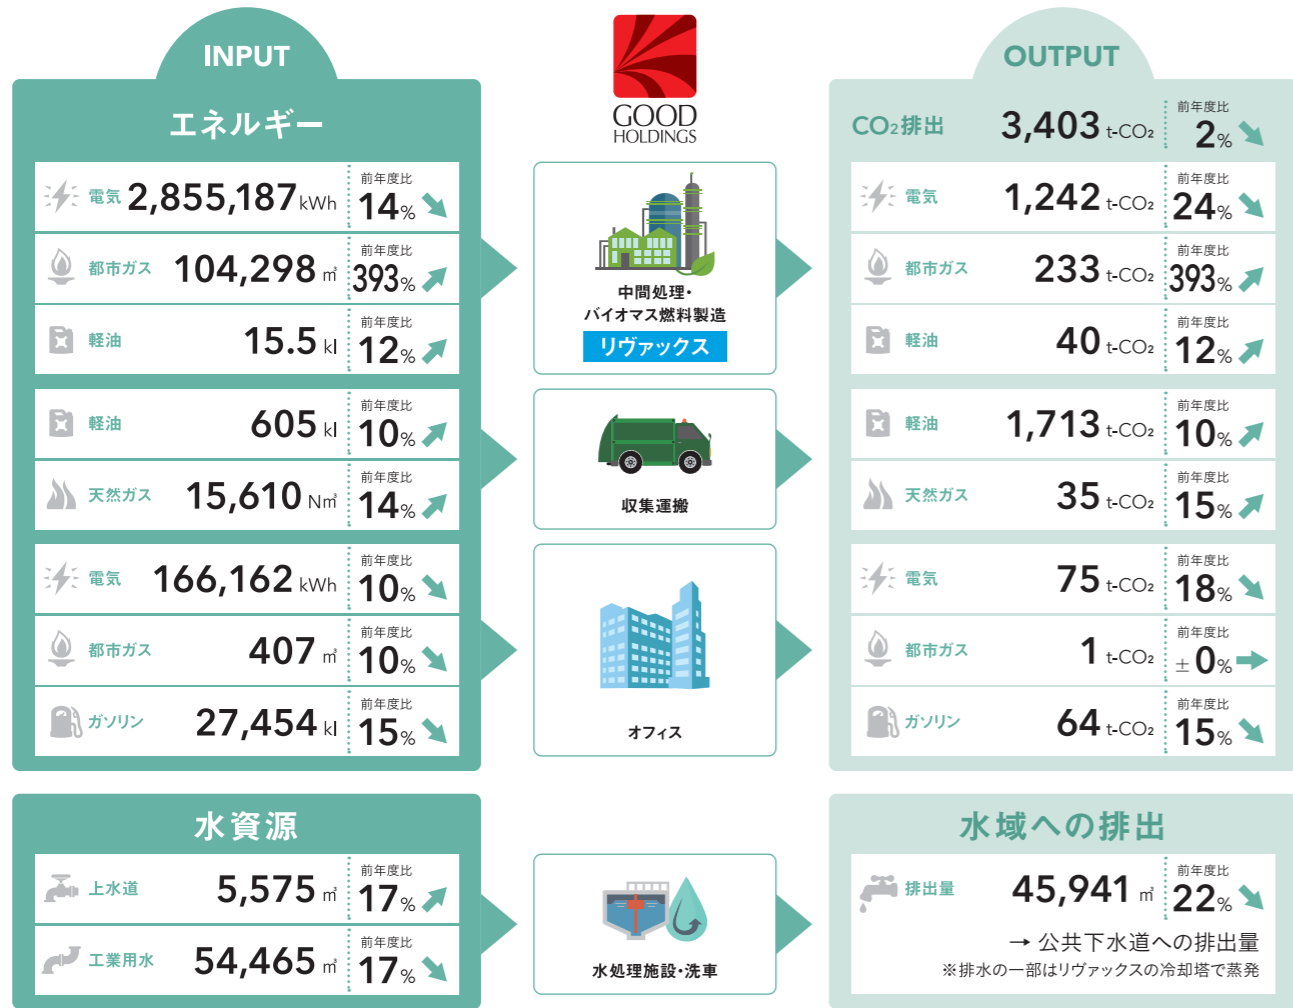 INPUT
エネルギー
電気 2,855,187 kWh 前年度比 14%
都市ガス 104,298 ㎥ 前年度比 393%
軽油 15.5 kl 前年度比 12%
軽油 605 kl 前年度比 10%
天然ガス 15,610 N㎥ 前年度比 14%
電気 166,162 kWh 前年度比 10%
都市ガス 407 ㎥ 前年度比 10%
ガソリン 27,454 kl 前年度比 15%
水資源
上水道 5,575 ㎥ 前年度比 17%
工業用水 54,465 ㎥ 前年度比 17%
GOOD
HOLDINGS
中間処理・
バイオマス燃料製造
リヴァックス
収集運搬
オフィス
水処理施設・洗車
OUTPUT
CO₂排出 3,403 t-CO₂ 前年度比 2%
電気 1,242 t-CO₂ 前年度比 24%
都市ガス 233 t-CO₂ 前年度比 393%
軽油 40 t-CO₂ 前年度比 12%
軽油 1,713 t-CO₂ 前年度比 10%
天然ガス 35 t-CO₂ 前年度比 15%
電気 75 t-CO₂ 前年度比 18%
都市ガス 1 t-CO₂ 前年度比 ±0%
ガソリン 64 t-CO₂ 前年度比 15%
水域への排出
排出量 45,941 ㎥ 前年度比 22%
→ 公共下水道への排出量
※排水の一部はリヴァックスの冷却塔で蒸発